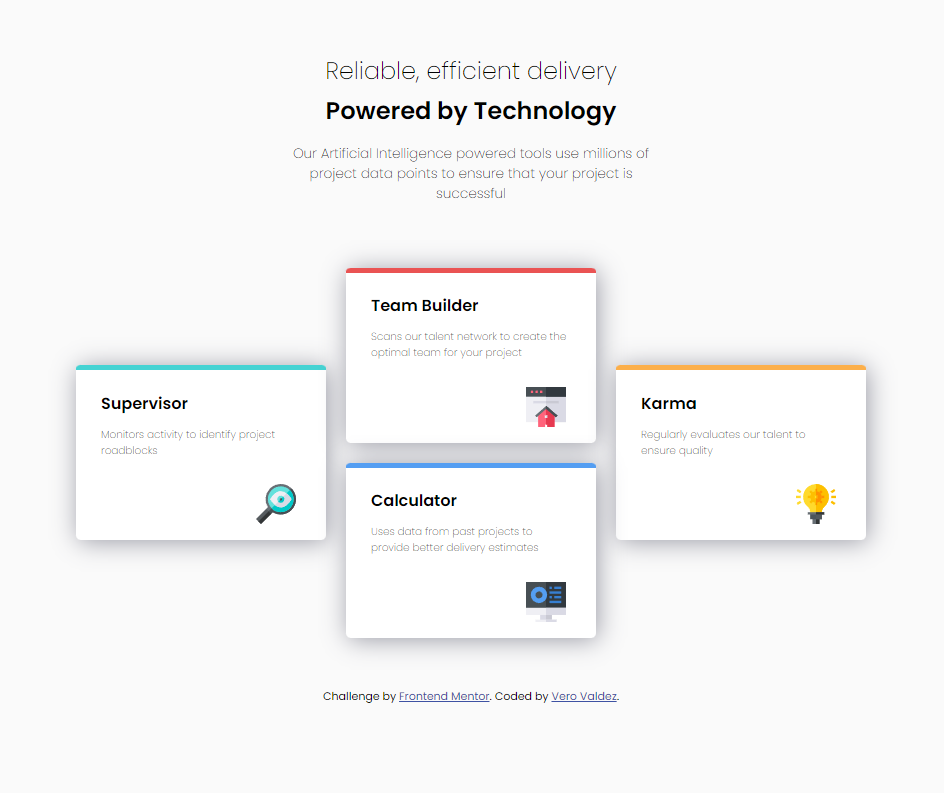 Reliable, efficient delivery
Powered by Technology
Our Artificial Intelligence powered tools use millions of
project data points to ensure that your project is
successful
Team Builder
Scans our talent network to create the
optimal team for your project
Supervisor
Monitors activity to identify project
roadblocks
Karma
Regularly evaluates our talent to
ensure quality
Calculator
Uses data from past projects to
provide better delivery estimates
Challenge by Frontend Mentor. Coded by Vero Valdez.